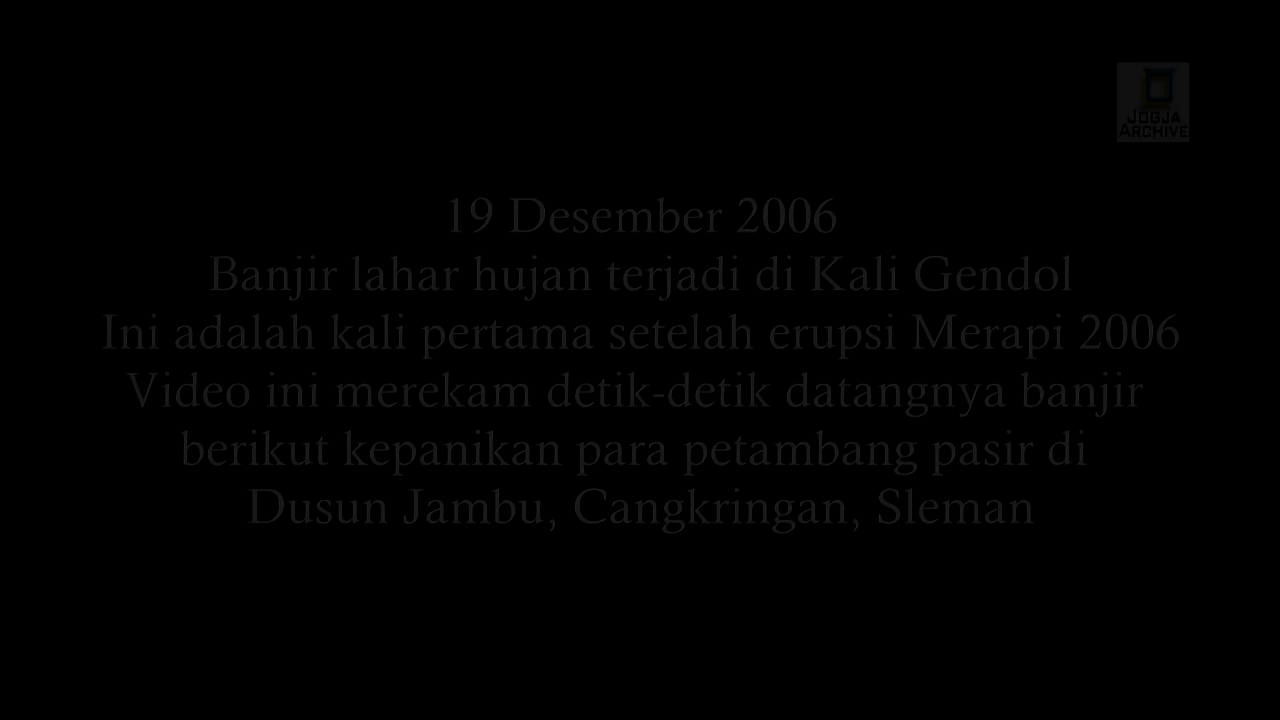 JOGJA
ARCHIVE
19 Desember 2006
Banjir lahar hujan terjadi di Kali Gendol
Ini adalah kali pertama setelah erupsi Merapi 2006
Video ini merekam detik-detik datangnya banjir
berikut kepanikan para petambang pasir di
Dusun Jambu, Cangkringan, Sleman